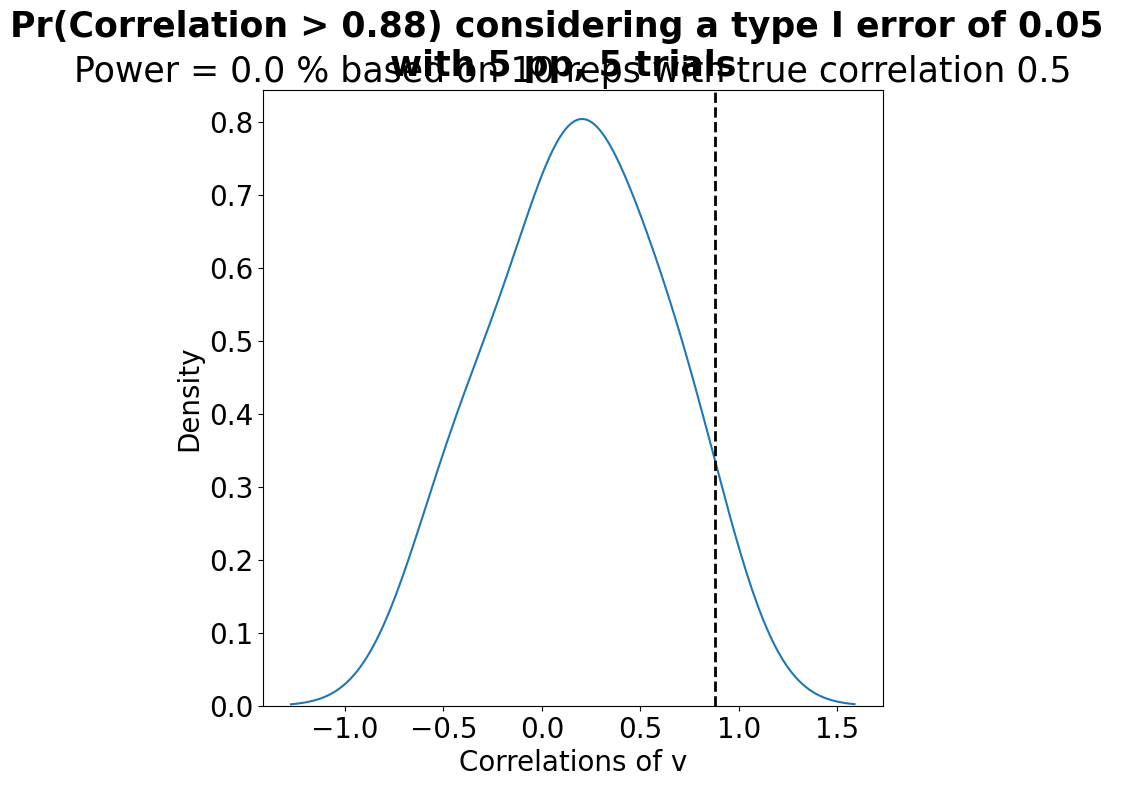 Pr(Correlation > 0.88) considering a type I error of 0.05
with 5 pp, 5 trials
Power = 0.0 % based on 10 reps with true correlation 0.5
0.8
0.7
0.6
0.5
0.4
0.3
0.2
0.1
0.0
Density
−1.0 −0.5 0.0 0.5 1.0 1.5
Correlations of v